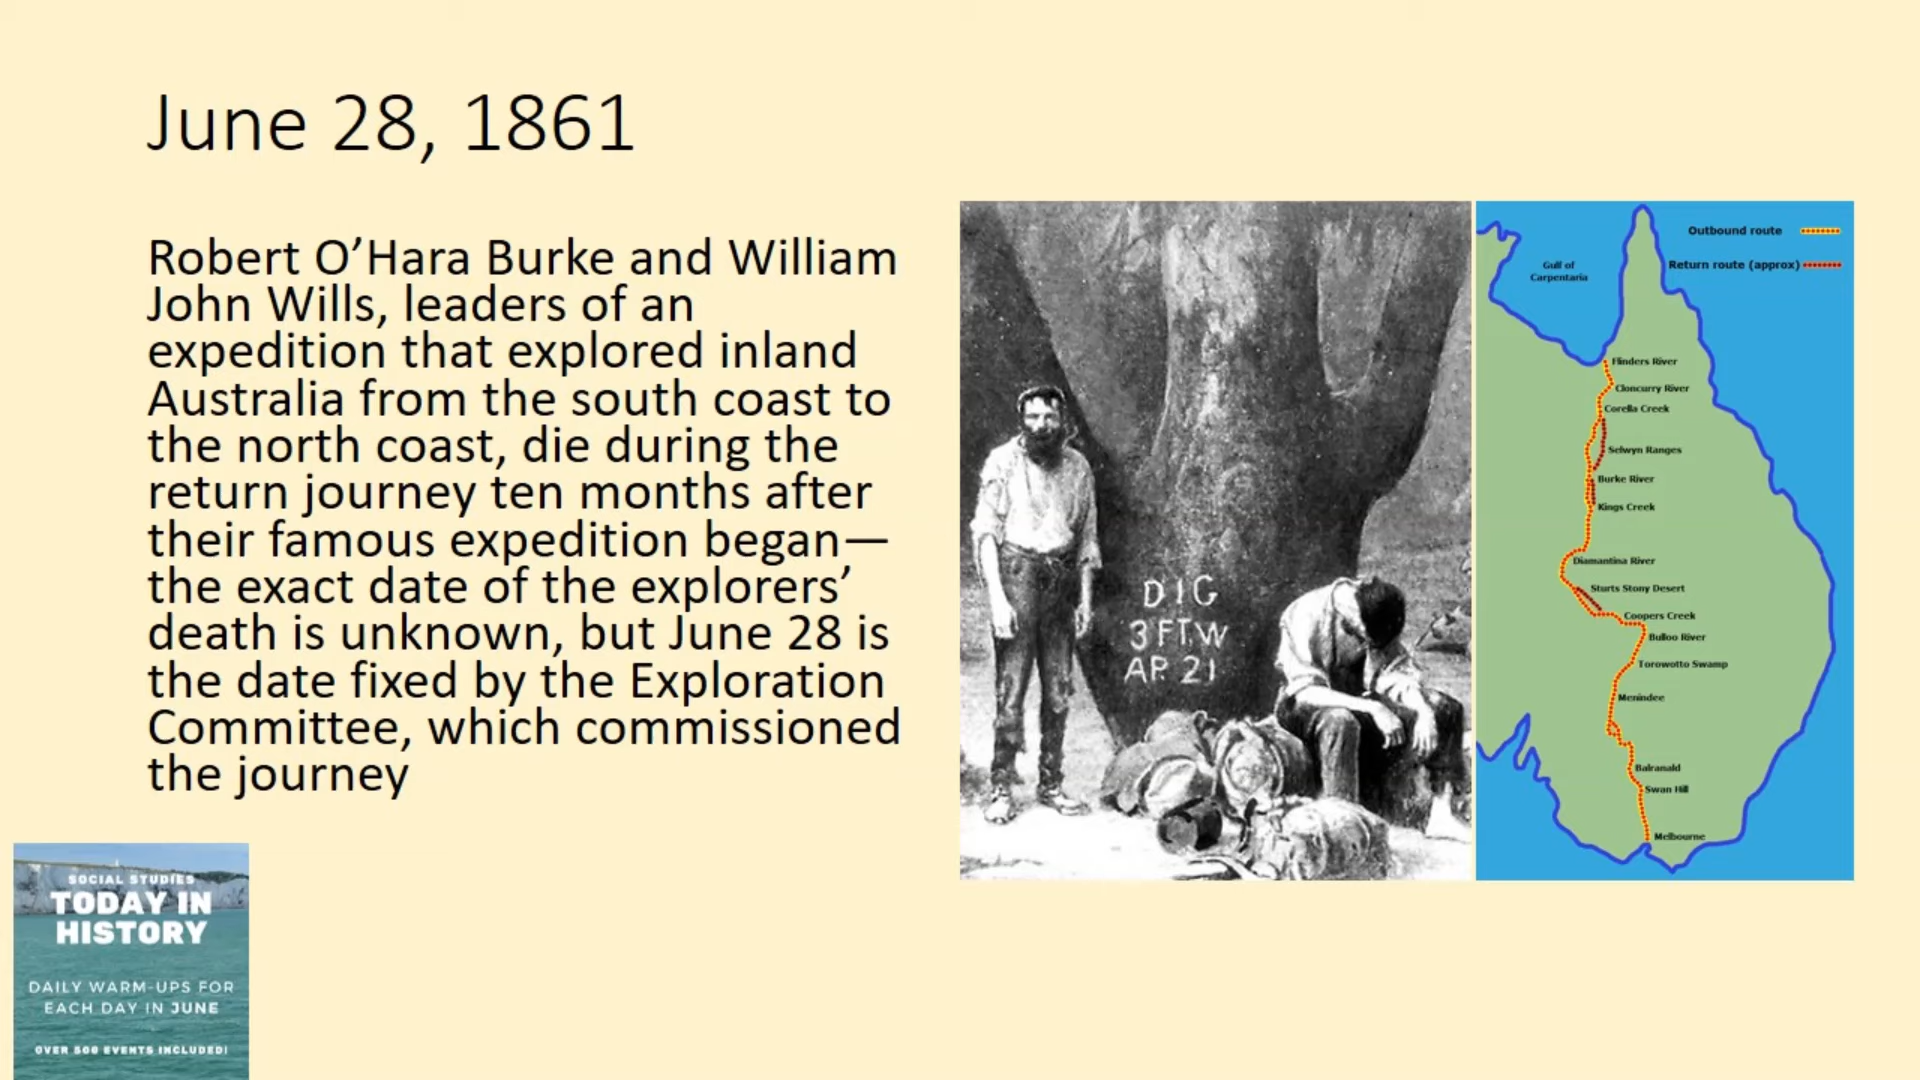 June 28, 1861
Robert O’Hara Burke and William
John Wills, leaders of an
expedition that explored inland
Australia from the south coast to
the north coast, die during the
return journey ten months after
their famous expedition began—
the exact date of the explorers’
death is unknown, but June 28 is
the date fixed by the Exploration
Committee, which commissioned
the journey
DIG
3 FT.W
AP. 21
Outbound route
Return route (approx)
Gulf of
Carpentaria
Flinders River
Cloncurry River
Corella Creek
Selwyn Ranges
Burke River
Kings Creek
Diamantina River
Sturts Stony Desert
Coopers Creek
Bulloo River
Torowotto Swamp
Menindee
Balranald
Swan Hill
Melbourne
SOCIAL STUDIES
TODAY IN
HISTORY
DAILY WARM-UPS FOR
EACH DAY IN JUNE
OVER 500 EVENTS INCLUDED!